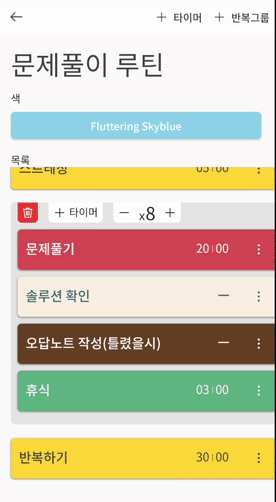 ← + 타이머 + 반복그룹
문제풀이 루틴
색
Fluttering Skyblue
목록
스트레칭 05:00
+ 타이머 − x8 +
문제풀기 20:00
솔루션 확인 −
오답노트 작성(틀렸을시) −
휴식 03:00
반복하기 30:00